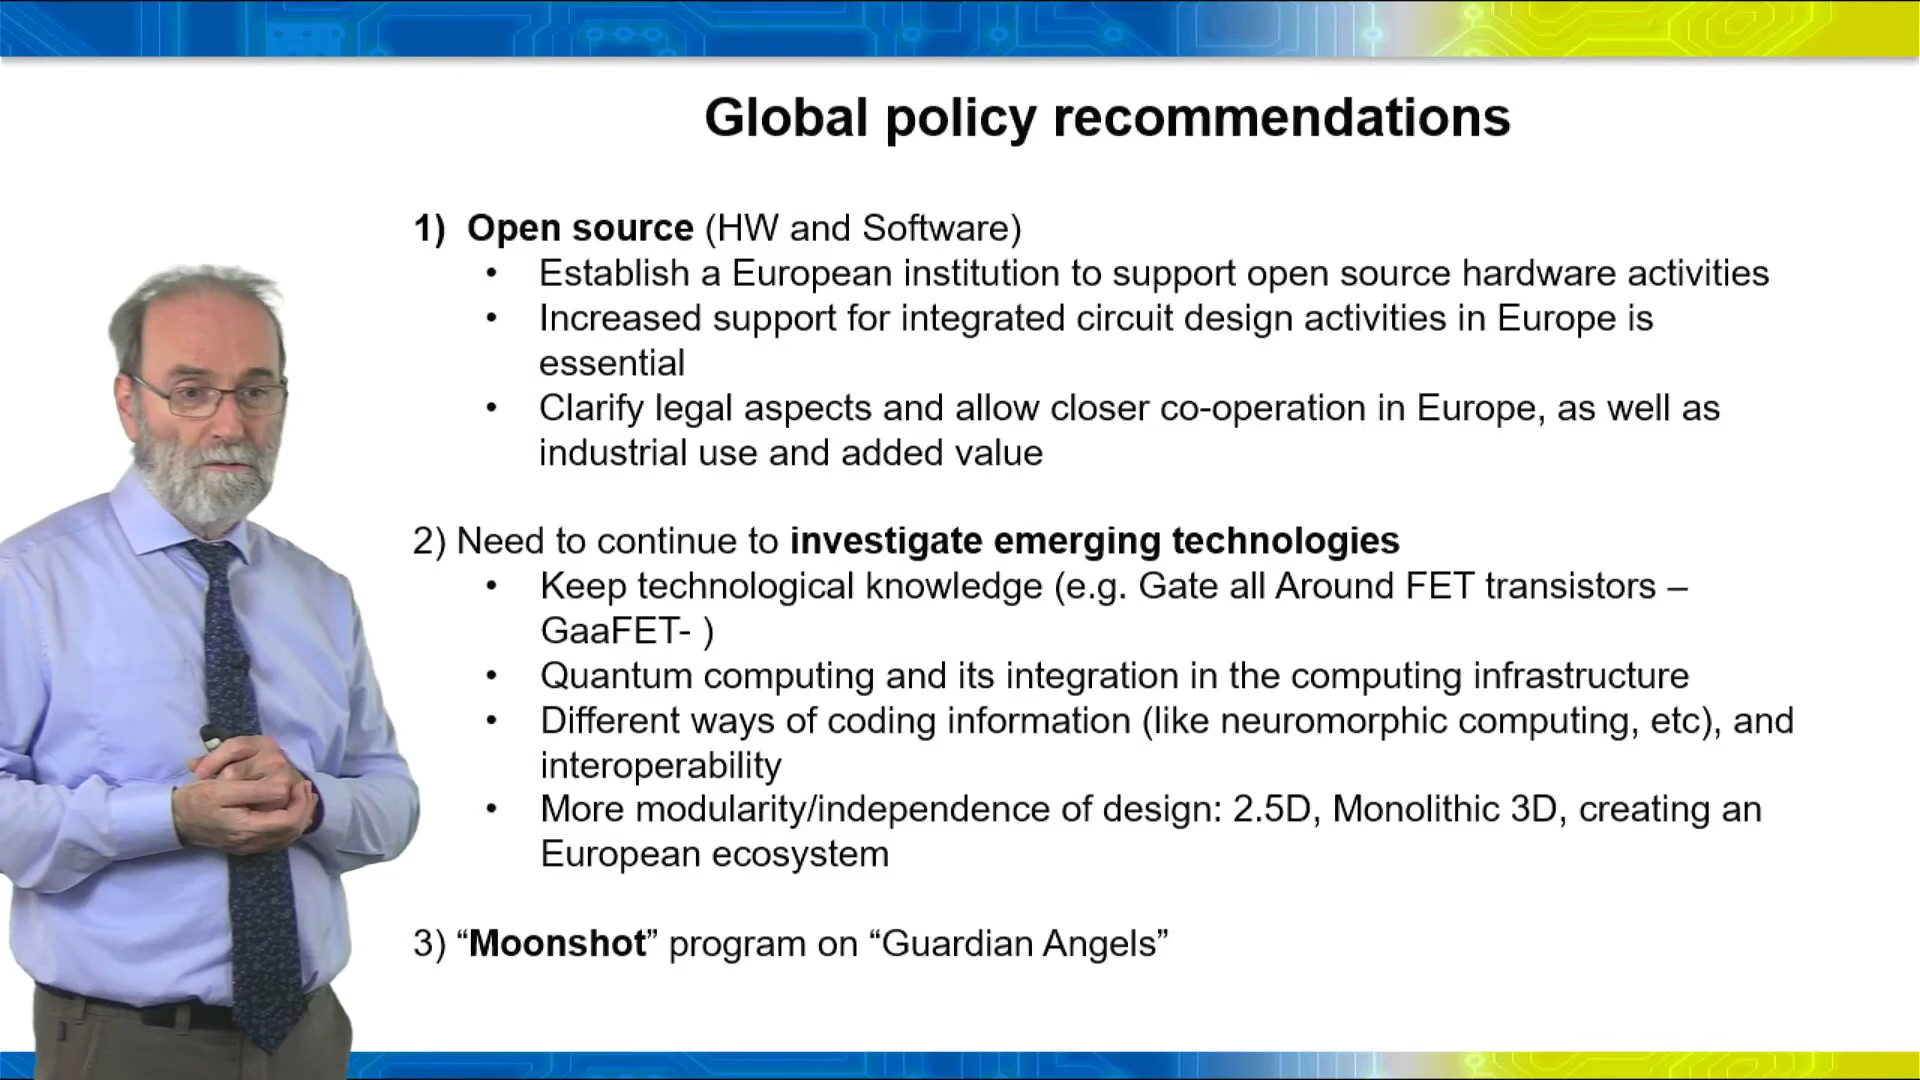 Global policy recommendations
1) Open source (HW and Software)
• Establish a European institution to support open source hardware activities
• Increased support for integrated circuit design activities in Europe is
essential
• Clarify legal aspects and allow closer co-operation in Europe, as well as
industrial use and added value
2) Need to continue to investigate emerging technologies
• Keep technological knowledge (e.g. Gate all Around FET transistors –
GaaFET- )
• Quantum computing and its integration in the computing infrastructure
• Different ways of coding information (like neuromorphic computing, etc), and
interoperability
• More modularity/independence of design: 2.5D, Monolithic 3D, creating an
European ecosystem
3) “Moonshot” program on “Guardian Angels”